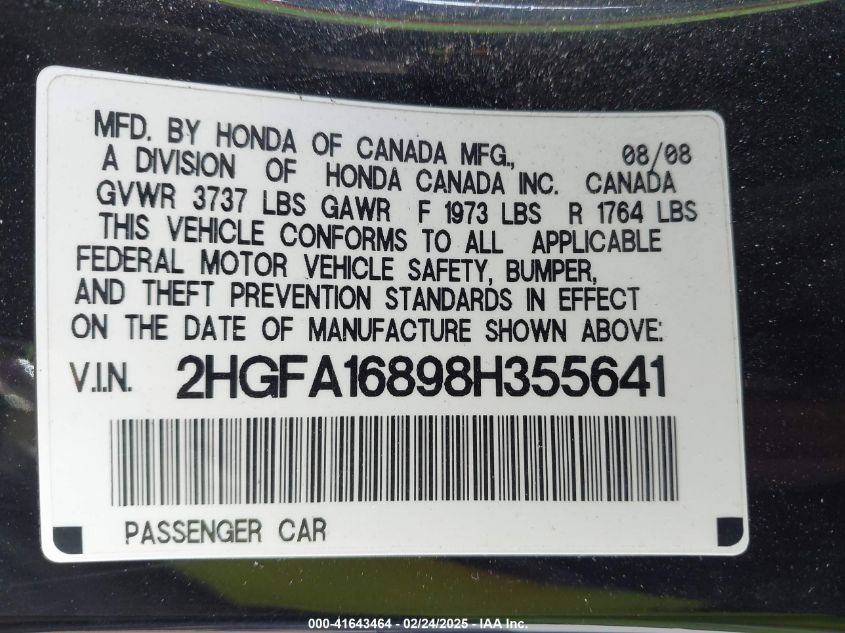 MFD. BY HONDA OF CANADA MFG., 08/08
A DIVISION OF HONDA CANADA INC. CANADA
GVWR 3737 LBS GAWR F 1973 LBS R 1764 LBS
THIS VEHICLE CONFORMS TO ALL APPLICABLE
FEDERAL MOTOR VEHICLE SAFETY, BUMPER,
AND THEFT PREVENTION STANDARDS IN EFFECT
ON THE DATE OF MANUFACTURE SHOWN ABOVE:
V.I.N. 2HGFA16898H355641
PASSENGER CAR
000-41643464 - 02/24/2025 - IAA Inc.